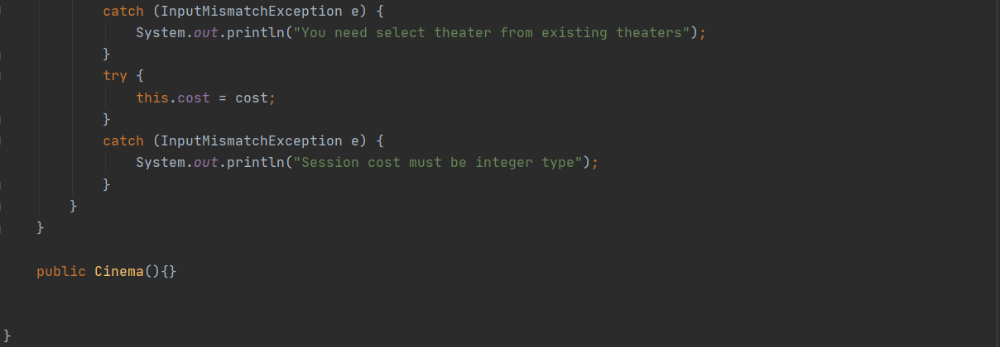 catch (InputMismatchException e) {
System.out.println("You need select theater from existing theaters");
}
try {
this.cost = cost;
}
catch (InputMismatchException e) {
System.out.println("Session cost must be integer type");
}
}
}
public Cinema(){}
}